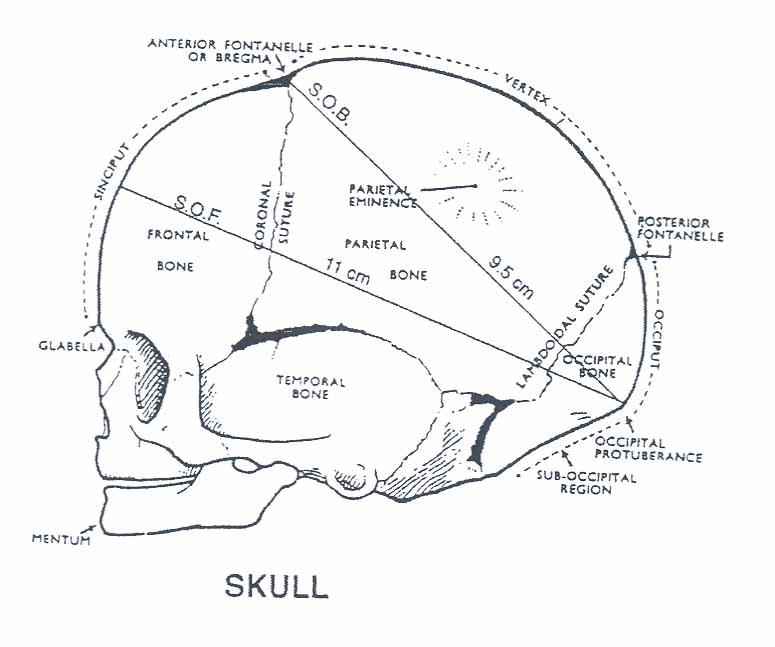 ANTERIOR FONTANELLE
OR BREGMA
VERTEX
S.O.B.
SINCIPUT
S.O.F.
CORONAL
SUTURE
PARIETAL
EMINENCE
FRONTAL
BONE
PARIETAL
BONE
11 cm
9.5 cm
POSTERIOR
FONTANELLE
LAMBDOIDAL SUTURE
OCCIPUT
GLABELLA
OCCIPITAL
BONE
TEMPORAL
BONE
OCCIPITAL
PROTUBERANCE
SUB-OCCIPITAL
REGION
MENTUM
SKULL